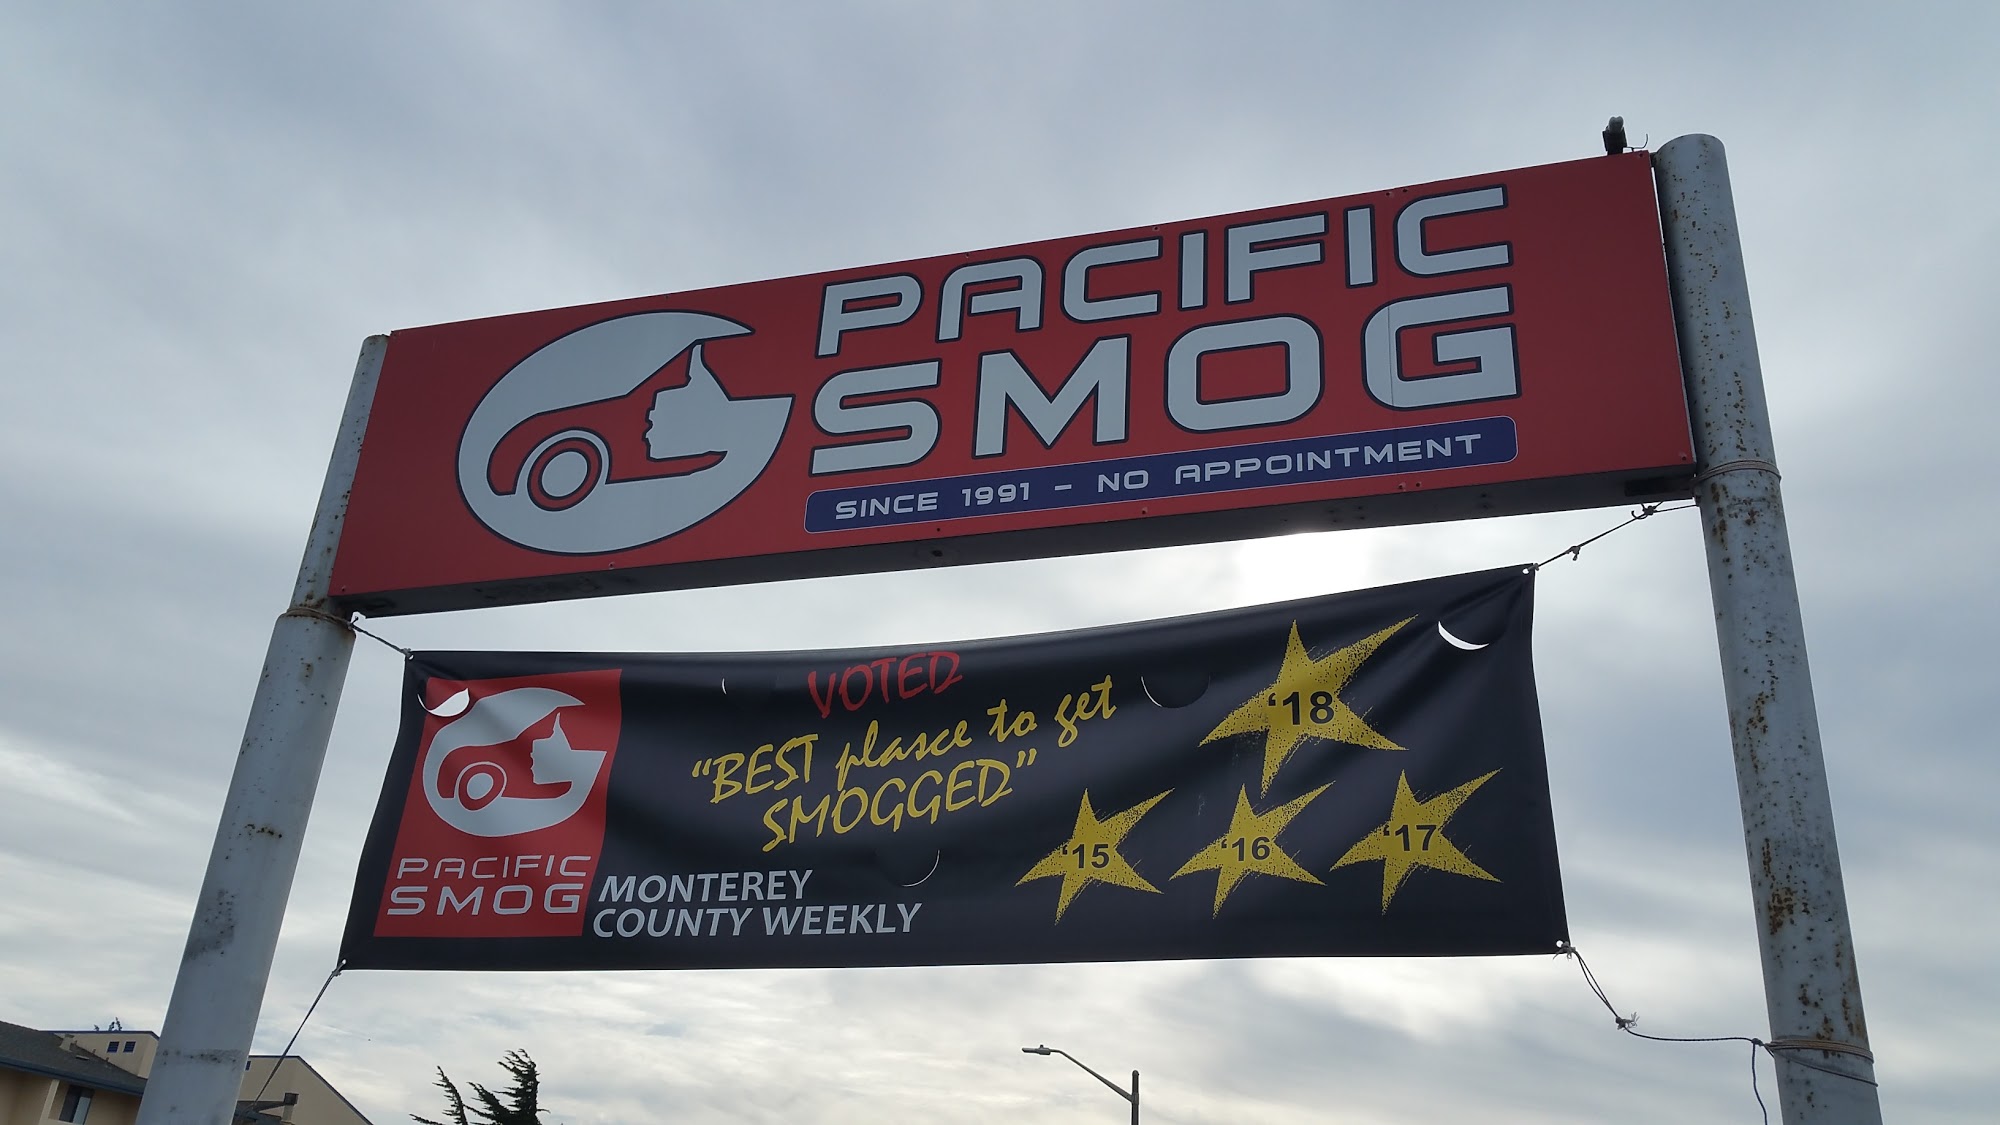 PACIFIC
SMOG
SINCE 1991 - NO APPOINTMENT
VOTED
“BEST plasce to get
SMOGGED”
PACIFIC
SMOG
MONTEREY
COUNTY WEEKLY
‘18
‘15
‘16
‘17